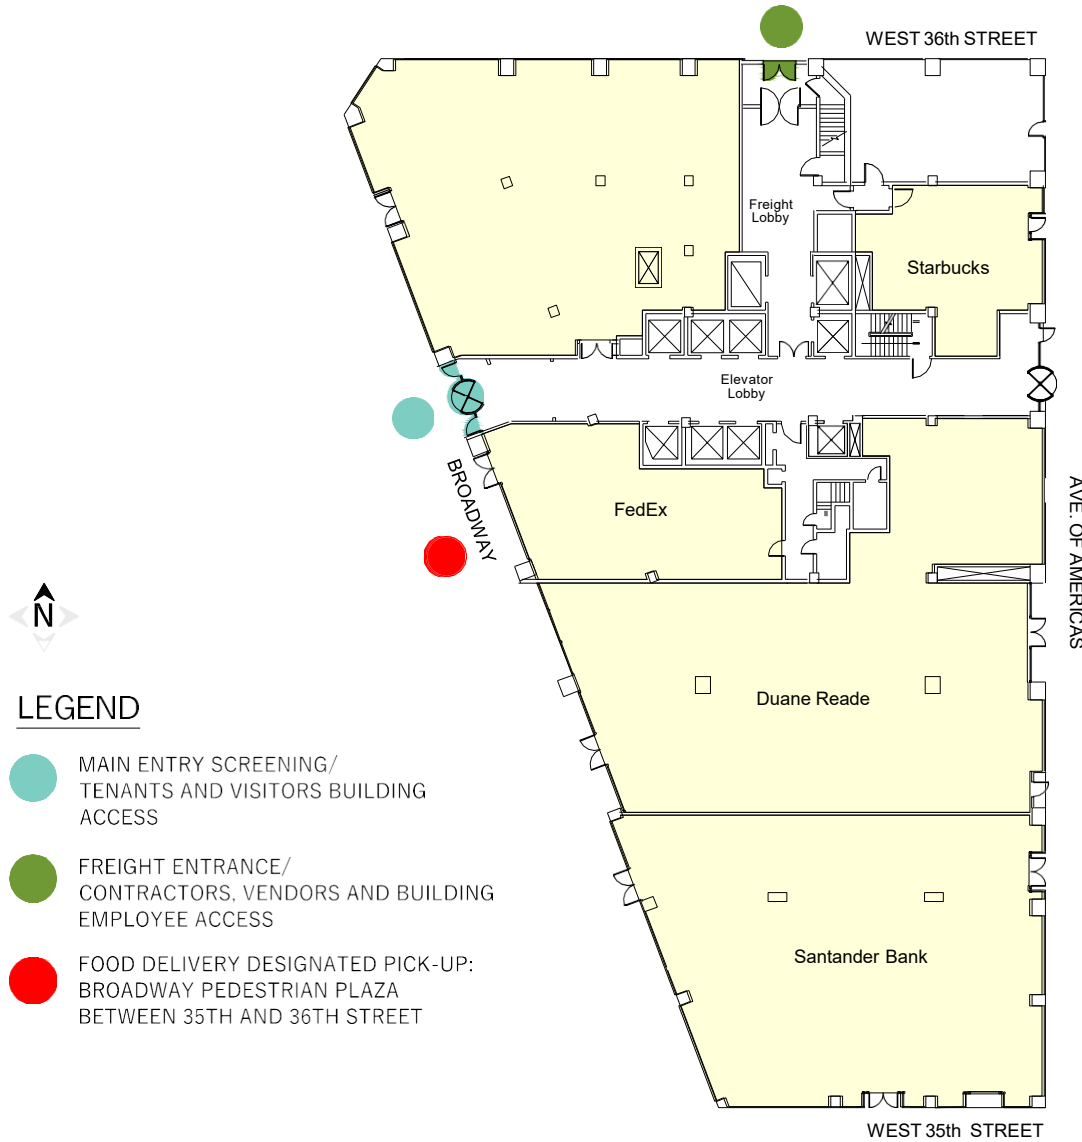 WEST 36th STREET
Freight
Lobby
Starbucks
Elevator
Lobby
BROADWAY
FedEx
AVE. OF AMERICAS
N
Duane Reade
LEGEND
MAIN ENTRY SCREENING/
TENANTS AND VISITORS BUILDING
ACCESS
FREIGHT ENTRANCE/
CONTRACTORS, VENDORS AND BUILDING
EMPLOYEE ACCESS
FOOD DELIVERY DESIGNATED PICK-UP:
BROADWAY PEDESTRIAN PLAZA
BETWEEN 35TH AND 36TH STREET
Santander Bank
WEST 35th STREET